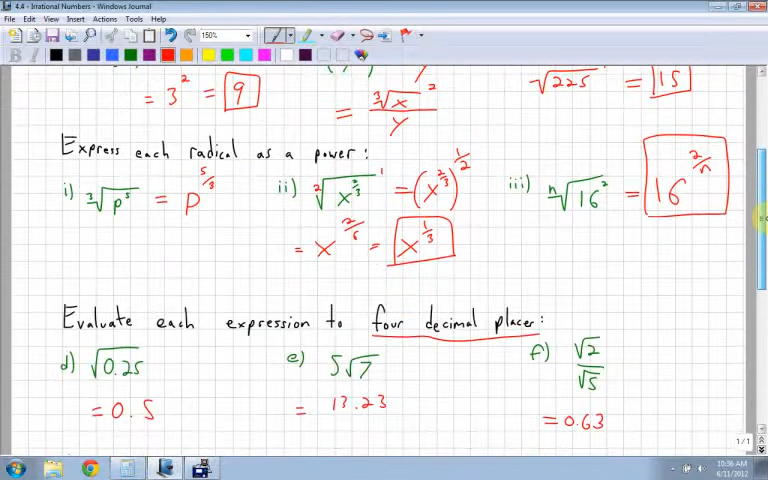 4.4 - Irrational Numbers - Windows Journal
File Edit View Insert Actions Tools Help
150%
= 3² = 9
= ∛x² / y
√225 = 15
Express each radical as a power:
i) ∛p⁵ = p^(5/3)
ii) ²√x^(2/3) ¹ = (x^(2/3))^(1/2)
iii) ⁿ√16² = 16^(2/n)
= x^(2/6) = x^(1/3)
Evaluate each expression to four decimal places:
d) √0.25
e) 5√7
f) √2 / √5
= 0.5
= 13.23
= 0.63
1/1
10:36 AM
6/11/2012